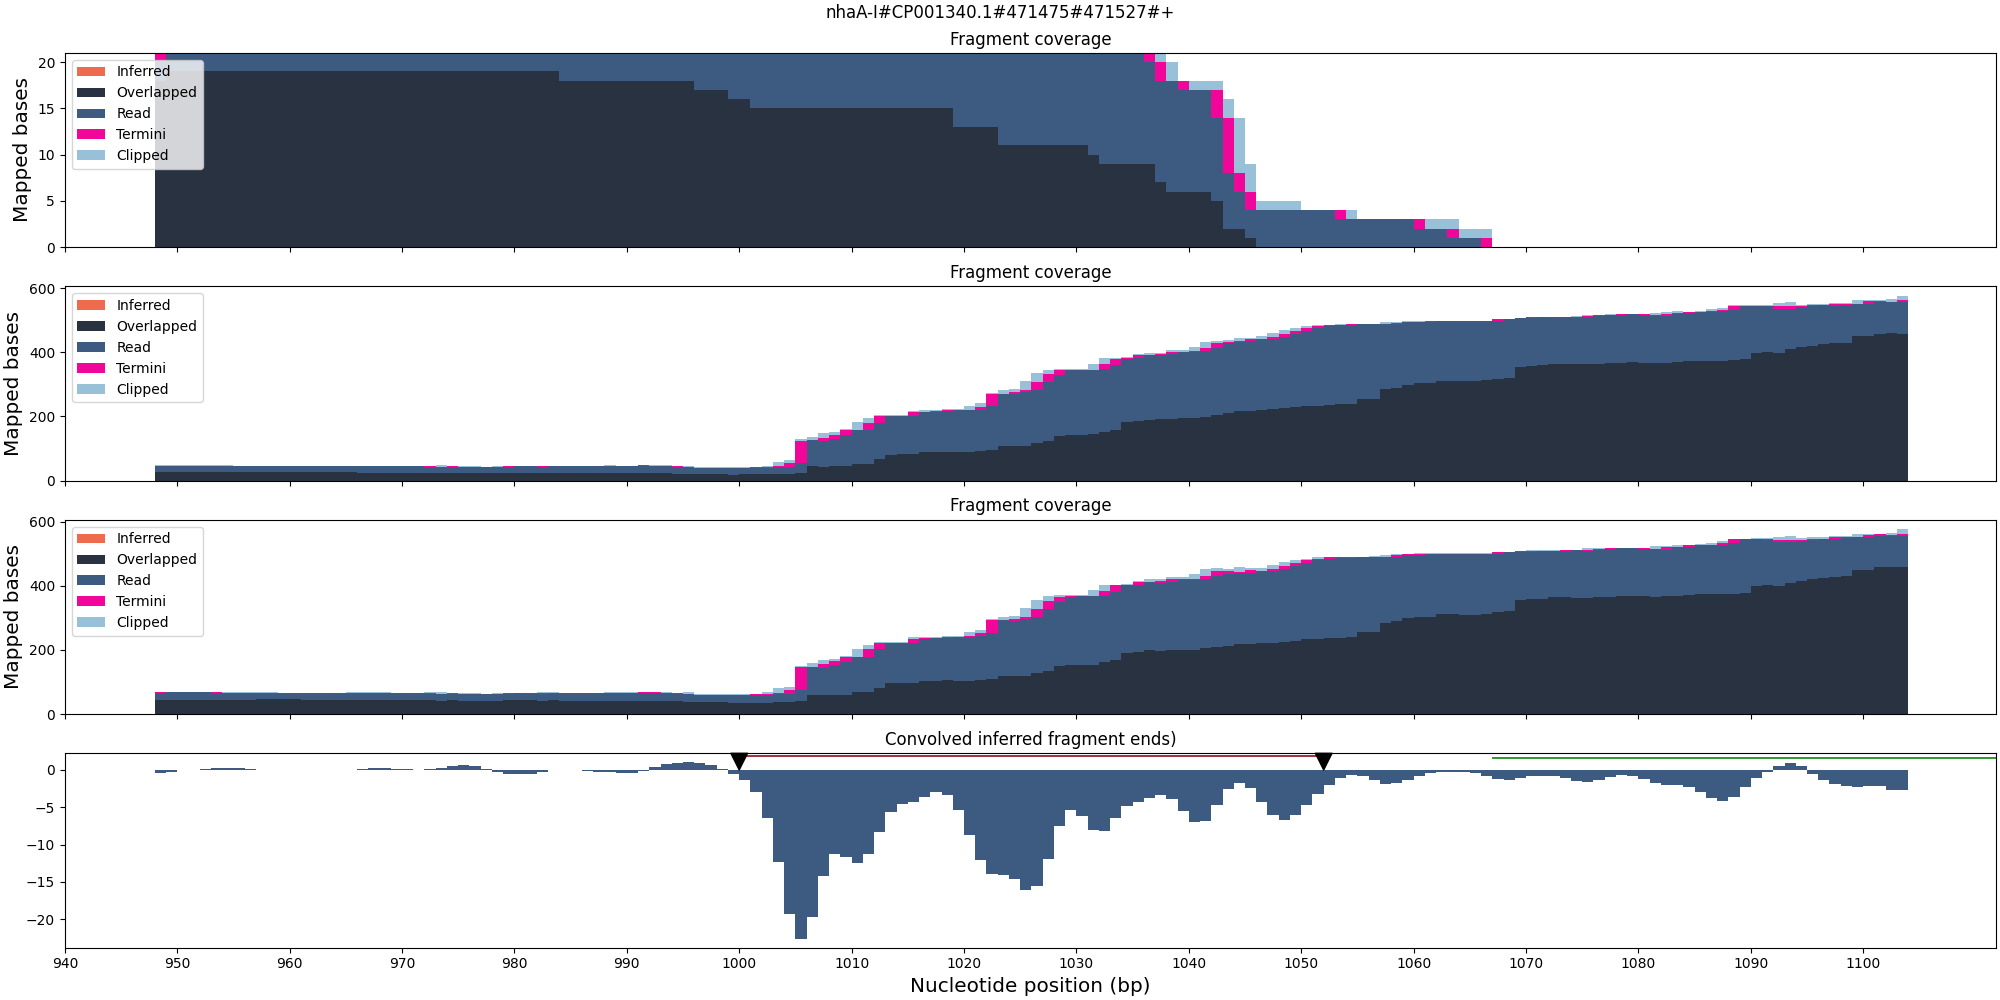 nhaA-I#CP001340.1#471475#471527#+
Fragment coverage
Mapped bases
20
15
10
5
0
Inferred
Overlapped
Read
Termini
Clipped
Fragment coverage
Mapped bases
600
400
200
0
Inferred
Overlapped
Read
Termini
Clipped
Fragment coverage
Mapped bases
600
400
200
0
Inferred
Overlapped
Read
Termini
Clipped
Convolved inferred fragment ends)
0
−5
−10
−15
−20
940 950 960 970 980 990 1000 1010 1020 1030 1040 1050 1060 1070 1080 1090 1100
Nucleotide position (bp)